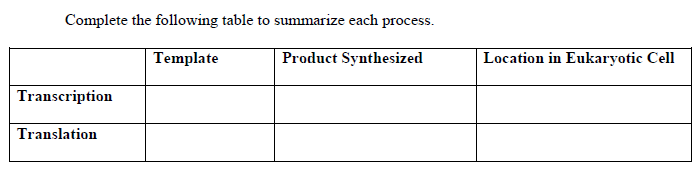 Complete the following table to summarize each process.
Template Product Synthesized Location in Eukaryotic Cell
Transcription
Translation